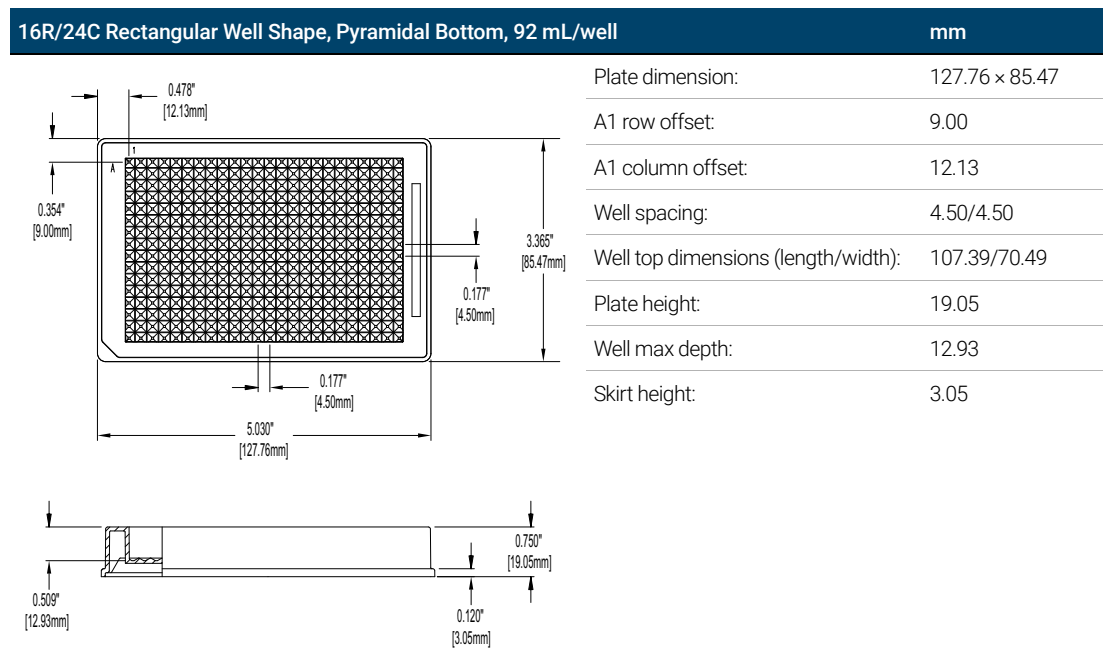 16R/24C Rectangular Well Shape, Pyramidal Bottom, 92 mL/well mm
Plate dimension: 127.76 × 85.47
A1 row offset: 9.00
A1 column offset: 12.13
Well spacing: 4.50/4.50
Well top dimensions (length/width): 107.39/70.49
Plate height: 19.05
Well max depth: 12.93
Skirt height: 3.05
0.478"
[12.13mm]
1
A
0.354"
[9.00mm]
3.365"
[85.47mm]
0.177"
[4.50mm]
0.177"
[4.50mm]
5.030"
[127.76mm]
0.750"
[19.05mm]
0.509"
[12.93mm]
0.120"
[3.05mm]